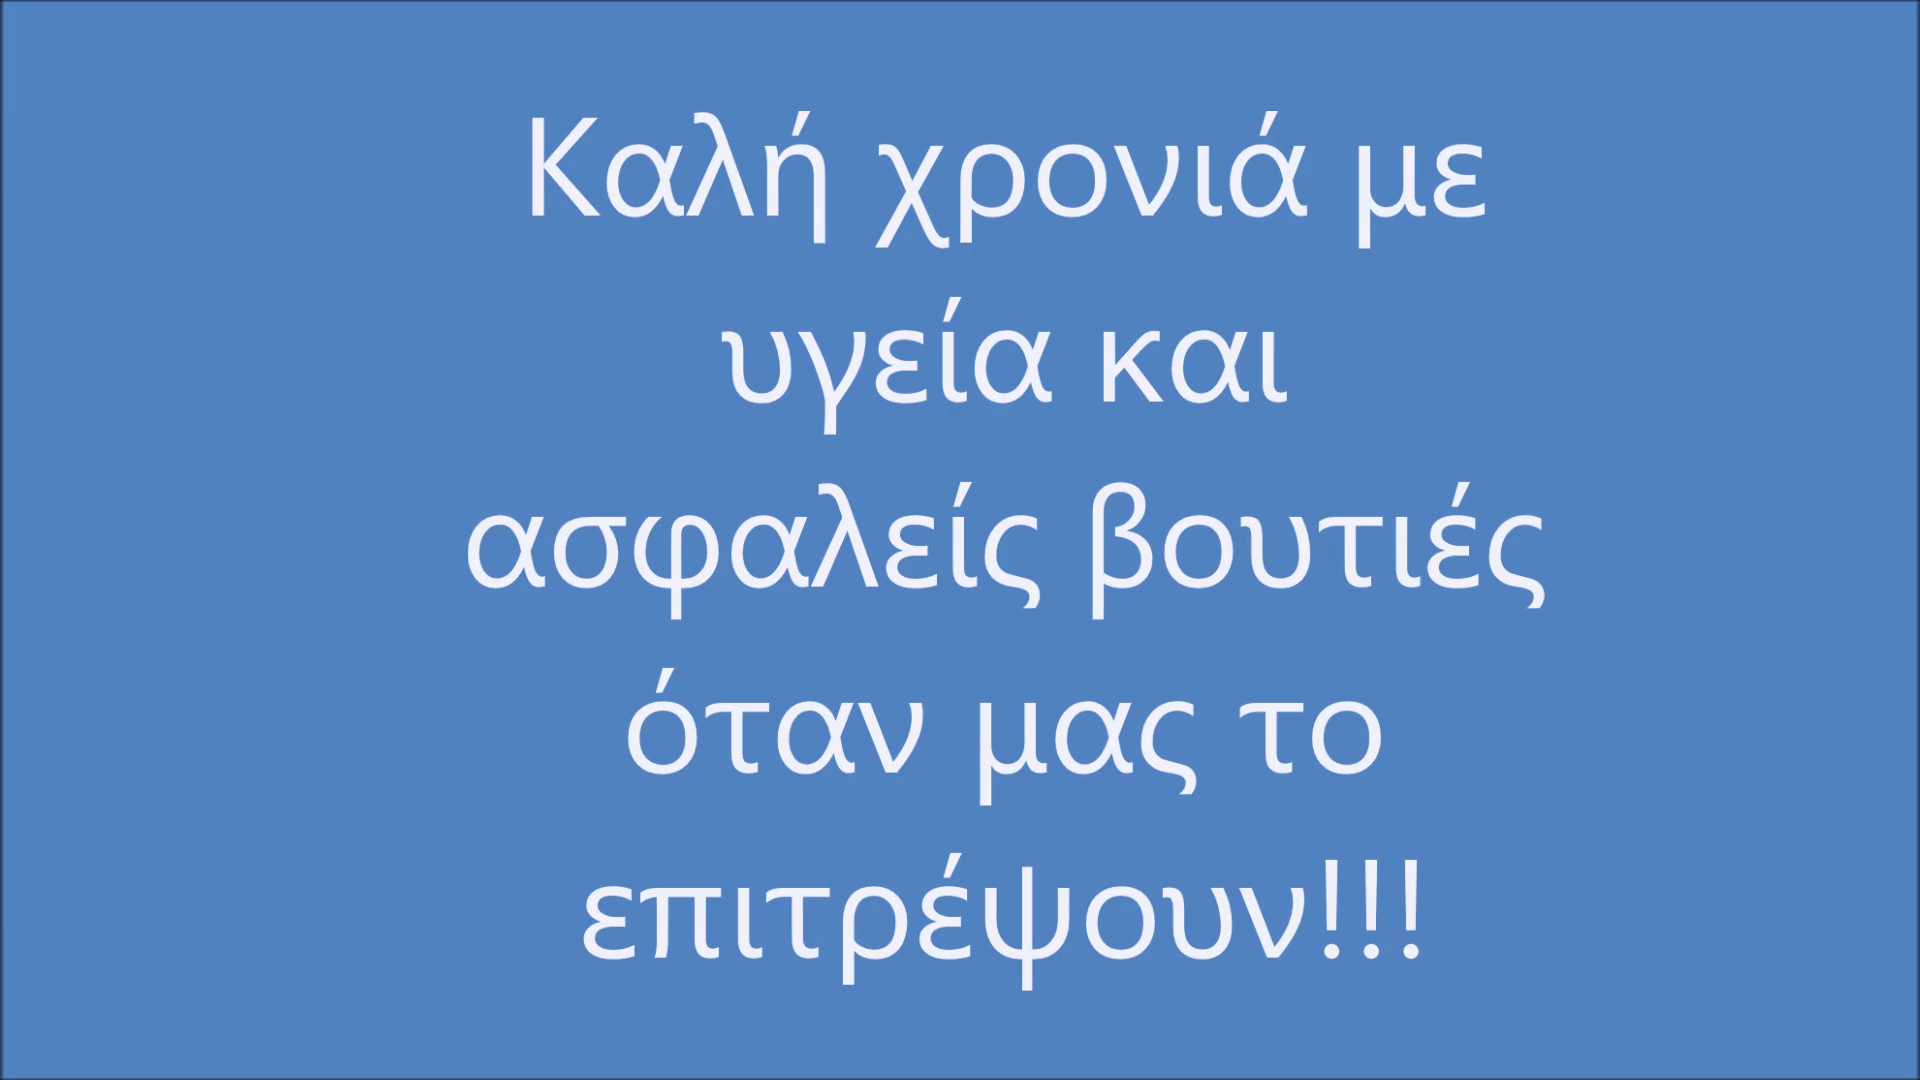 Καλή χρονιά με
υγεία και
ασφαλείς βουτιές
όταν μας το
επιτρέψουν!!!